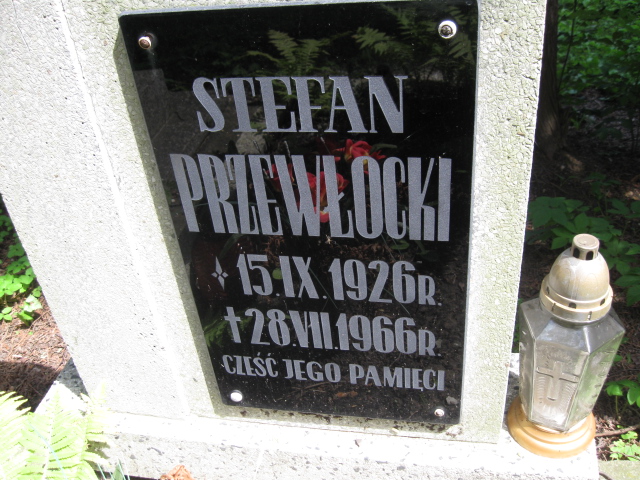 STEFAN
PRZEWŁOCKI
15.IX.1926R.
†28.VII.1966R.
CZEŚĆ JEGO PAMIĘCI